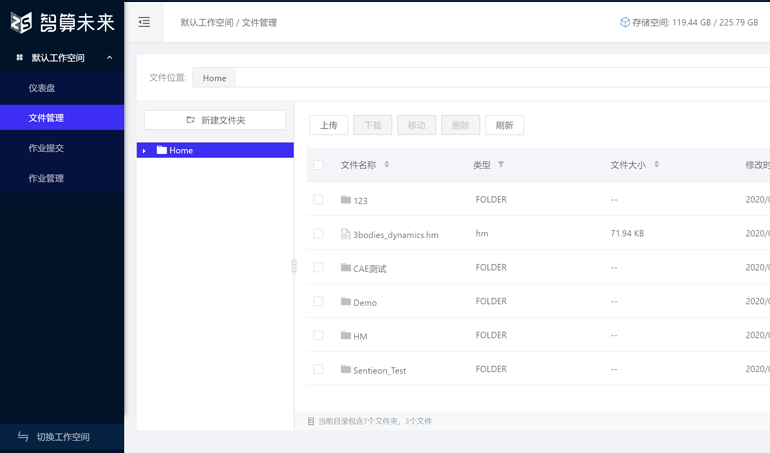 智算未来
默认工作空间 / 文件管理
存储空间: 119.44 GB / 225.79 GB
默认工作空间
仪表盘
文件管理
作业提交
作业管理
切换工作空间
文件位置: Home
新建文件夹
Home
上传 下载 移动 删除 刷新
文件名称 类型 文件大小 修改时
123 FOLDER -- 2020/0
3bodies_dynamics.hm hm 71.94 KB 2020/0
CAE测试 FOLDER -- 2020/0
Demo FOLDER -- 2020/0
HM FOLDER -- 2020/0
Sentieon_Test FOLDER -- 2020/0
当前目录包含7个文件夹，3个文件